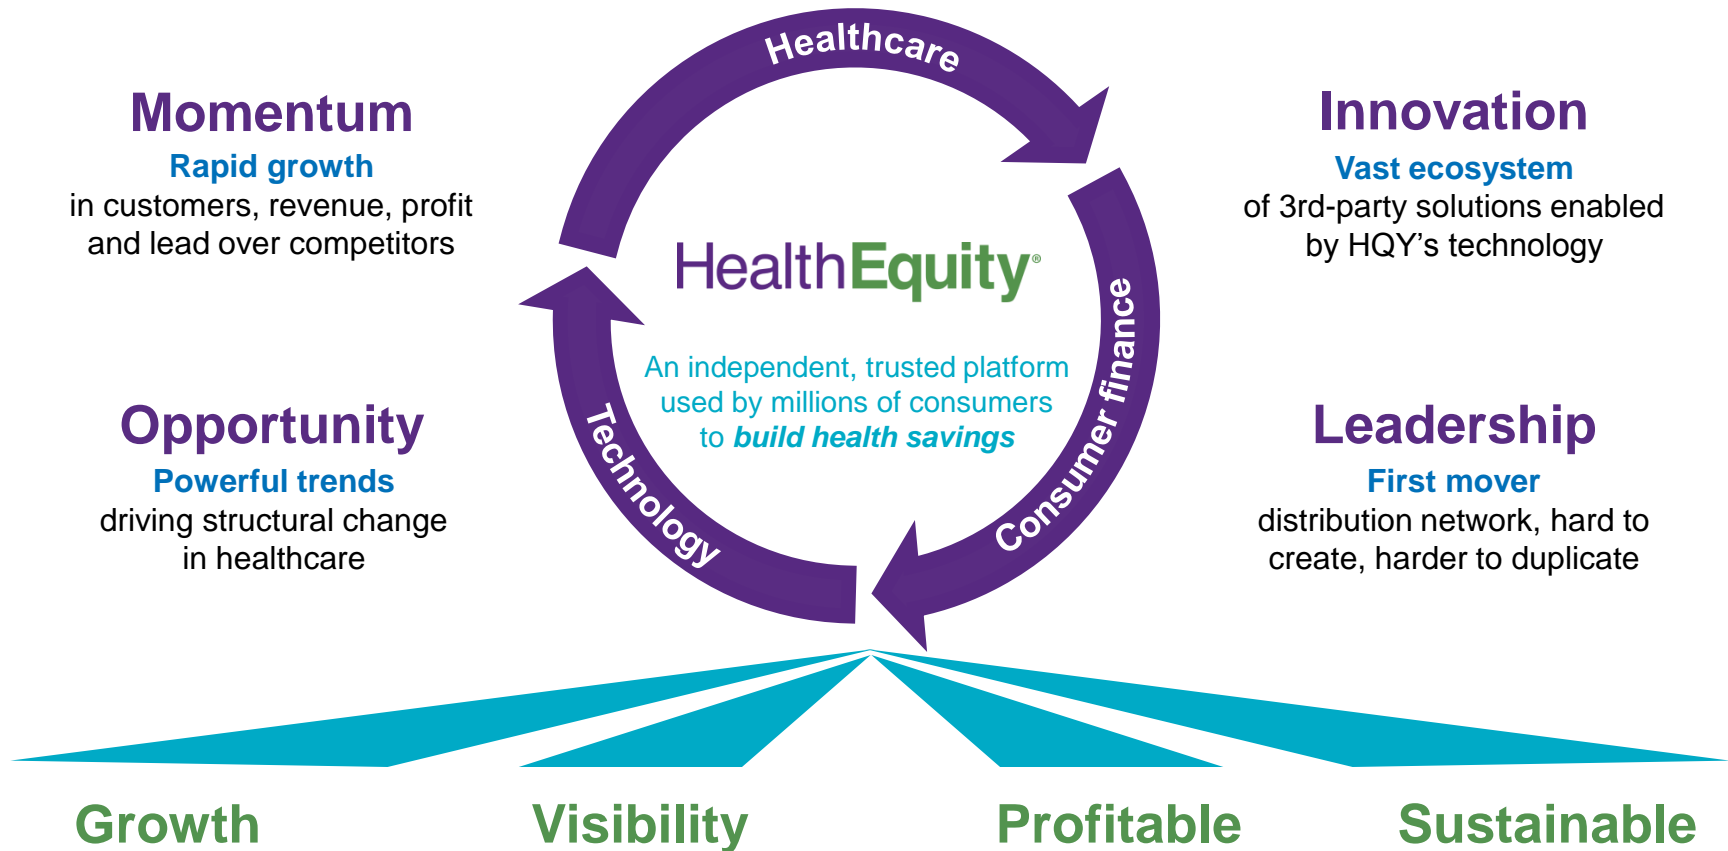 Healthcare
Momentum
Rapid growth
in customers, revenue, profit
and lead over competitors
Innovation
Vast ecosystem
of 3rd-party solutions enabled
by HQY's technology
HealthEquity®
An independent, trusted platform
used by millions of consumers
to build health savings
Consumer finance
Technology
Opportunity
Powerful trends
driving structural change
in healthcare
Leadership
First mover
distribution network, hard to
create, harder to duplicate
Growth
Visibility
Profitable
Sustainable